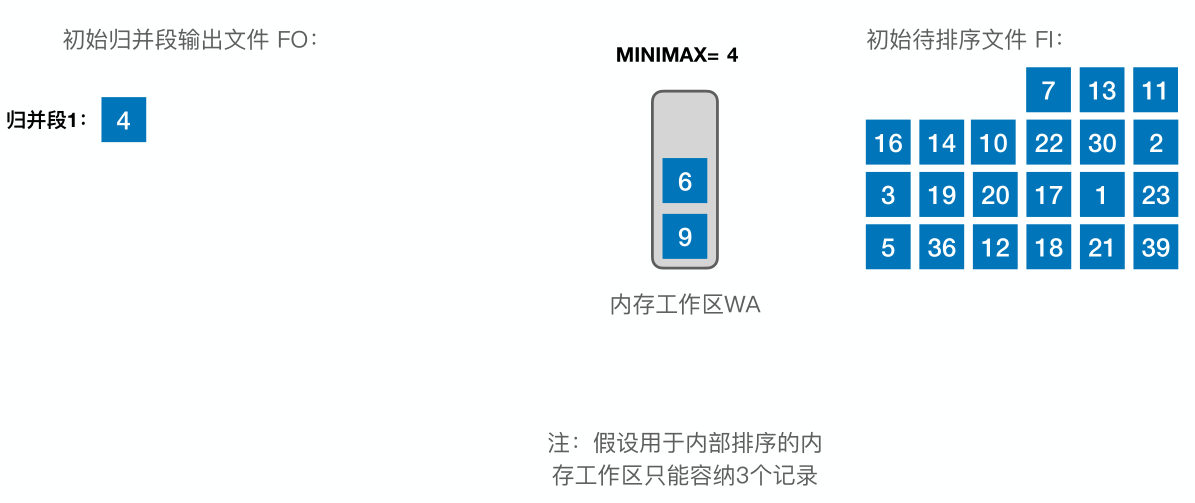 初始归并段输出文件 FO：
MINIMAX= 4
初始待排序文件 FI：
归并段1：
4
6
9
7 13 11
16 14 10 22 30 2
3 19 20 17 1 23
5 36 12 18 21 39
内存工作区WA
注：假设用于内部排序的内
存工作区只能容纳3个记录